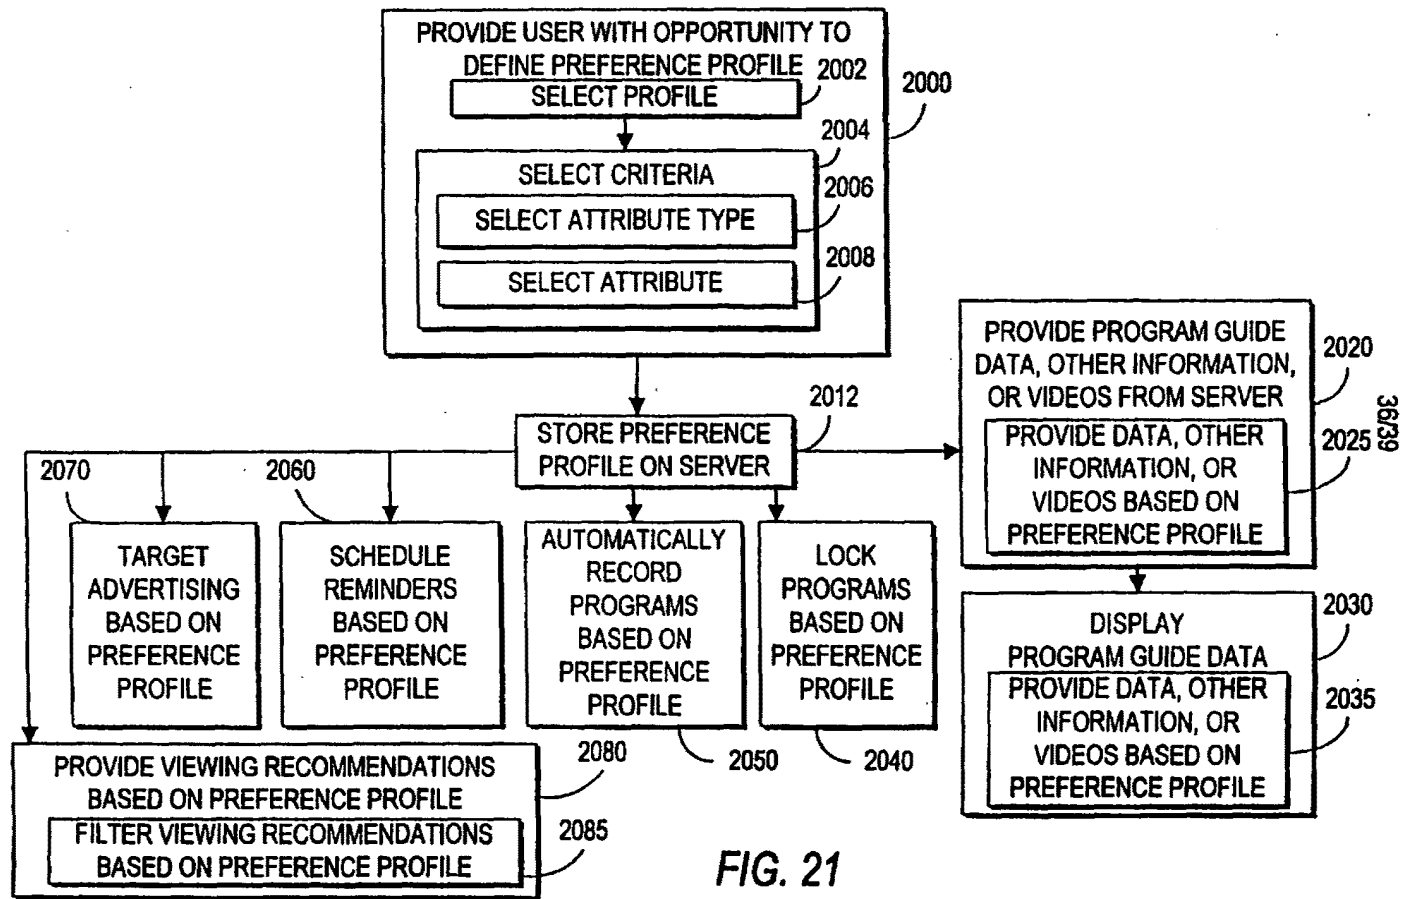 PROVIDE USER WITH OPPORTUNITY TO
DEFINE PREFERENCE PROFILE
2002
SELECT PROFILE
2000
2004
SELECT CRITERIA
2006
SELECT ATTRIBUTE TYPE
2008
SELECT ATTRIBUTE
2012
STORE PREFERENCE
PROFILE ON SERVER
PROVIDE PROGRAM GUIDE
DATA, OTHER INFORMATION,
OR VIDEOS FROM SERVER
2020
PROVIDE DATA, OTHER
INFORMATION, OR
VIDEOS BASED ON
PREFERENCE PROFILE
2025
36/39
2070
TARGET
ADVERTISING
BASED ON
PREFERENCE
PROFILE
2060
SCHEDULE
REMINDERS
BASED ON
PREFERENCE
PROFILE
AUTOMATICALLY
RECORD
PROGRAMS
BASED ON
PREFERENCE
PROFILE
2050
LOCK
PROGRAMS
BASED ON
PREFERENCE
PROFILE
2040
DISPLAY
PROGRAM GUIDE DATA
2030
PROVIDE DATA, OTHER
INFORMATION, OR
VIDEOS BASED ON
PREFERENCE PROFILE
2035
PROVIDE VIEWING RECOMMENDATIONS
BASED ON PREFERENCE PROFILE
2080
FILTER VIEWING RECOMMENDATIONS
BASED ON PREFERENCE PROFILE
2085
FIG. 21